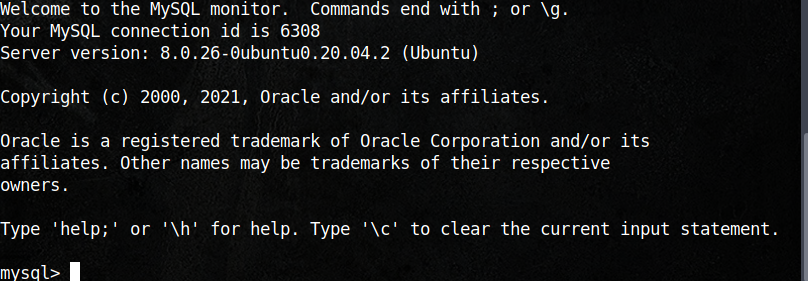 Welcome to the MySQL monitor.  Commands end with ; or \g.
Your MySQL connection id is 6308
Server version: 8.0.26-0ubuntu0.20.04.2 (Ubuntu)
Copyright (c) 2000, 2021, Oracle and/or its affiliates.
Oracle is a registered trademark of Oracle Corporation and/or its
affiliates. Other names may be trademarks of their respective
owners.
Type 'help;' or '\h' for help. Type '\c' to clear the current input statement.
mysql>